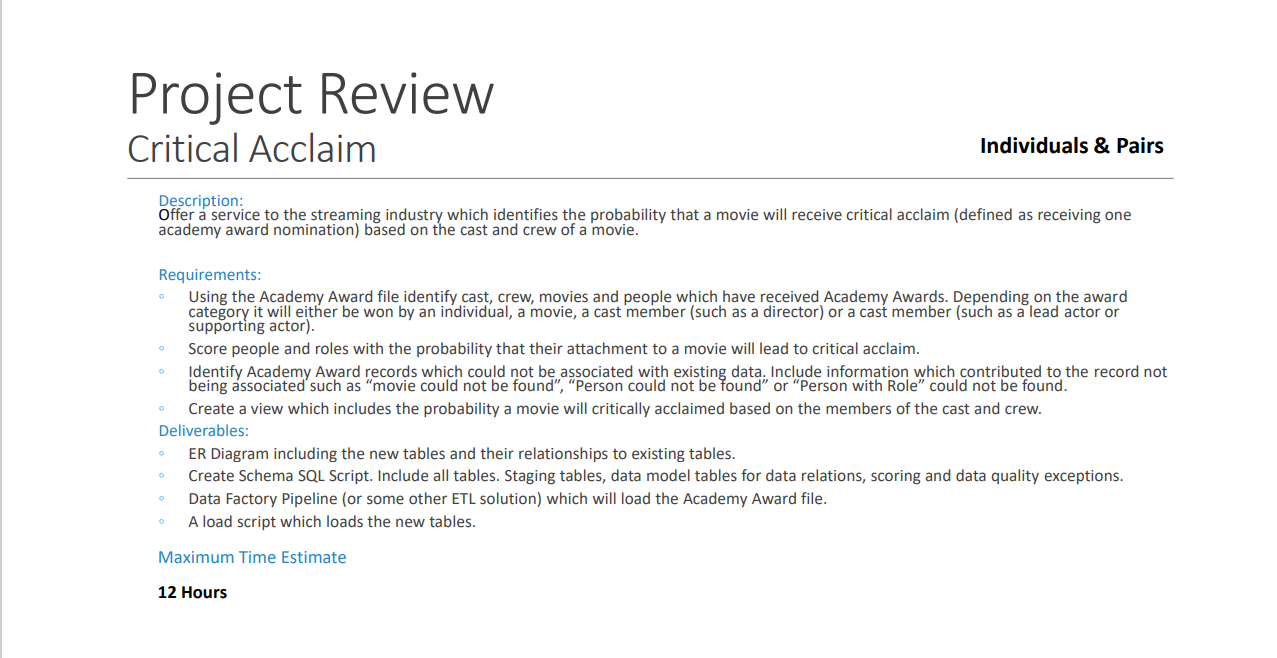 Project Review
Critical Acclaim
Individuals & Pairs
Description:
Offer a service to the streaming industry which identifies the probability that a movie will receive critical acclaim (defined as receiving one
academy award nomination) based on the cast and crew of a movie.
Requirements:
◦ Using the Academy Award file identify cast, crew, movies and people which have received Academy Awards. Depending on the award
category it will either be won by an individual, a movie, a cast member (such as a director) or a cast member (such as a lead actor or
supporting actor).
◦ Score people and roles with the probability that their attachment to a movie will lead to critical acclaim.
◦ Identify Academy Award records which could not be associated with existing data. Include information which contributed to the record not
being associated such as “movie could not be found”, “Person could not be found” or “Person with Role” could not be found.
◦ Create a view which includes the probability a movie will critically acclaimed based on the members of the cast and crew.
Deliverables:
◦ ER Diagram including the new tables and their relationships to existing tables.
◦ Create Schema SQL Script. Include all tables. Staging tables, data model tables for data relations, scoring and data quality exceptions.
◦ Data Factory Pipeline (or some other ETL solution) which will load the Academy Award file.
◦ A load script which loads the new tables.
Maximum Time Estimate
12 Hours